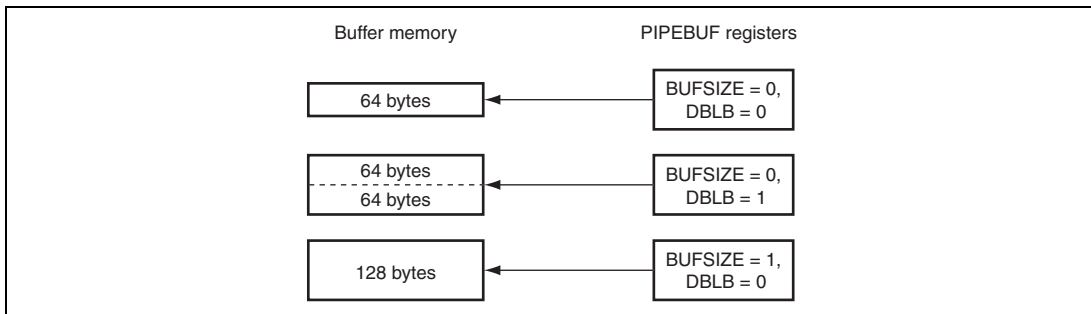 Buffer memory
PIPEBUF registers
64 bytes
BUFSIZE = 0,
DBLB = 0
64 bytes
64 bytes
BUFSIZE = 0,
DBLB = 1
128 bytes
BUFSIZE = 1,
DBLB = 0